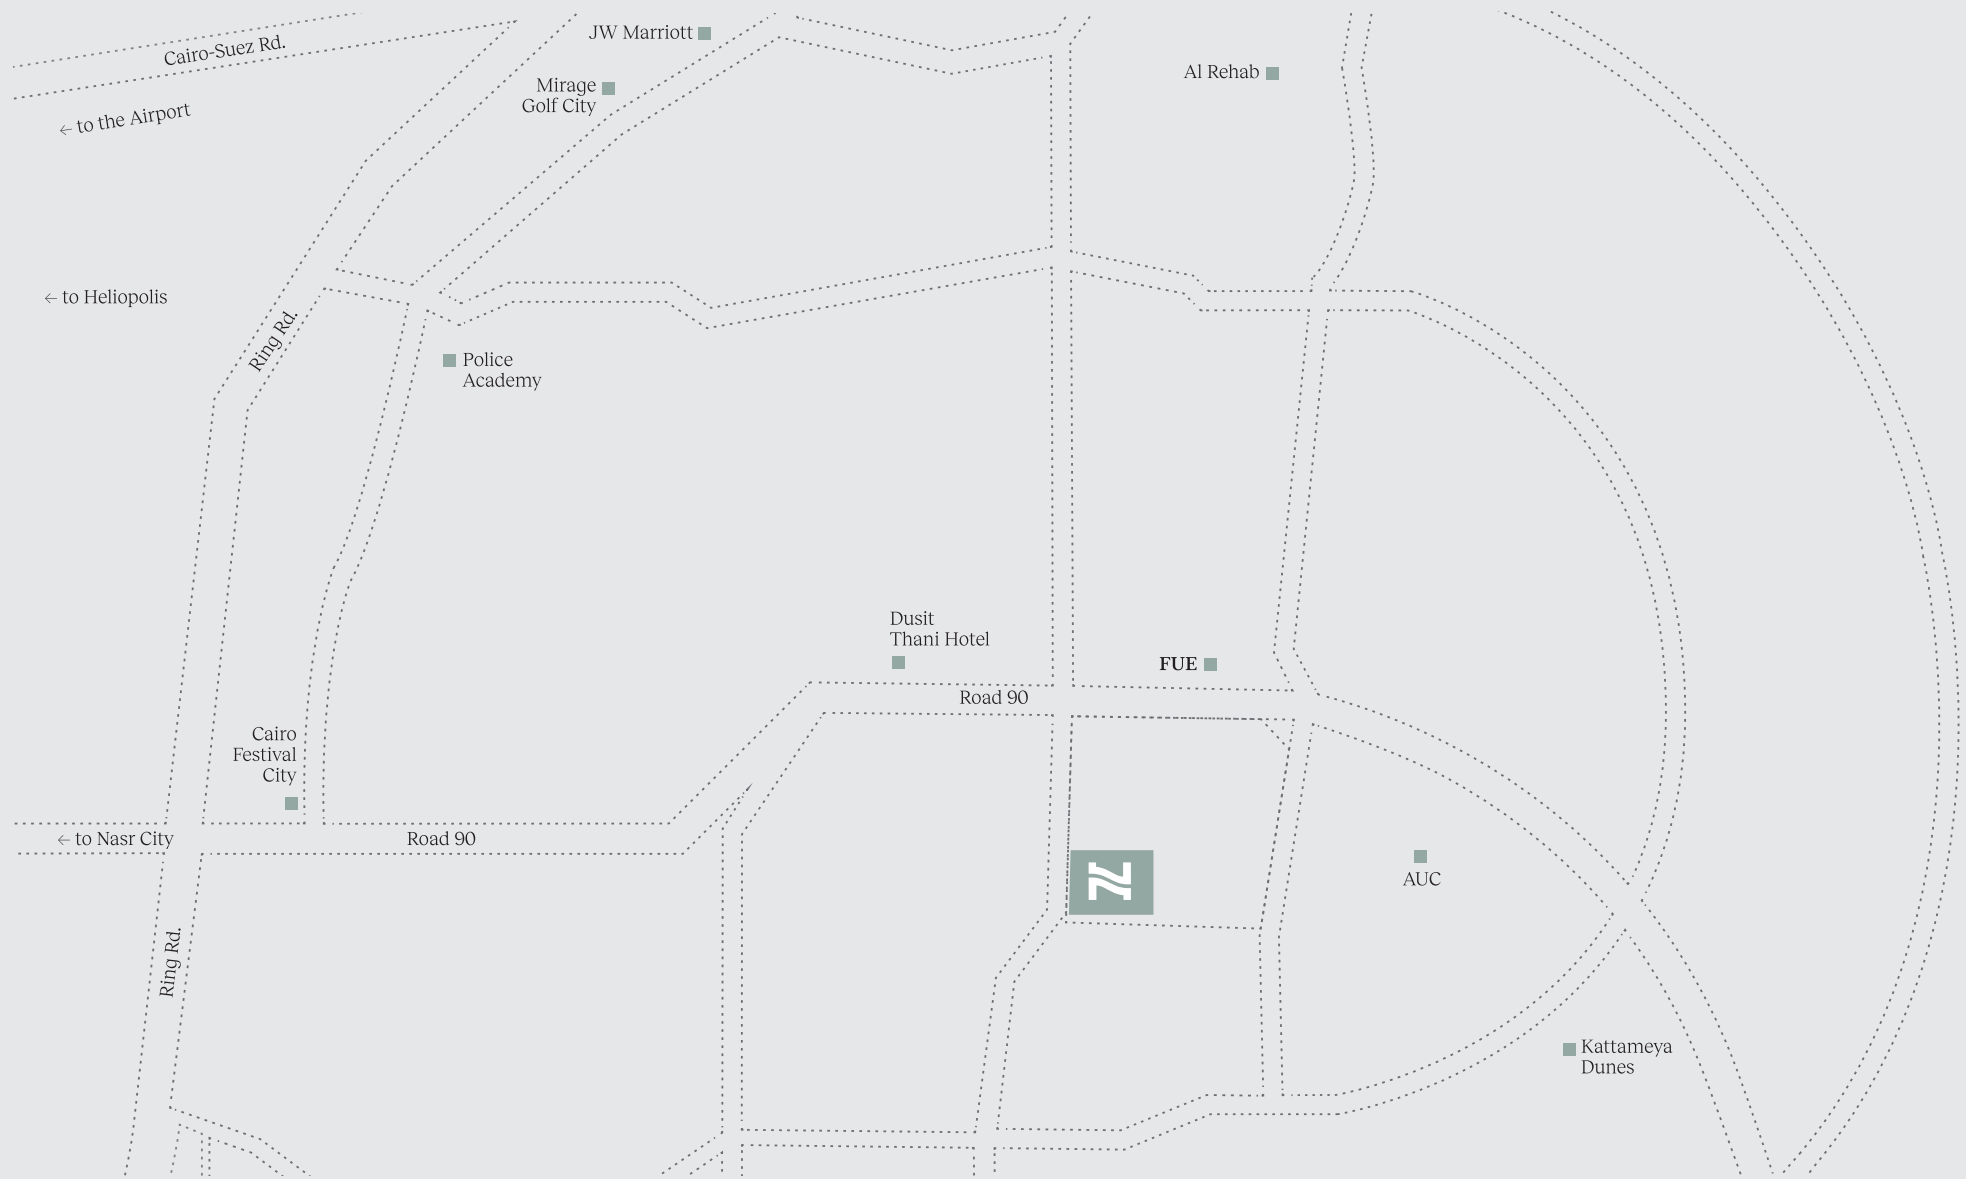 JW Marriott
Cairo-Suez Rd.
Al Rehab
Mirage
Golf City
← to the Airport
← to Heliopolis
Ring Rd.
Police
Academy
Dusit
Thani Hotel
FUE
Road 90
Cairo
Festival
City
← to Nasr City
Road 90
AUC
Ring Rd.
Kattameya
Dunes